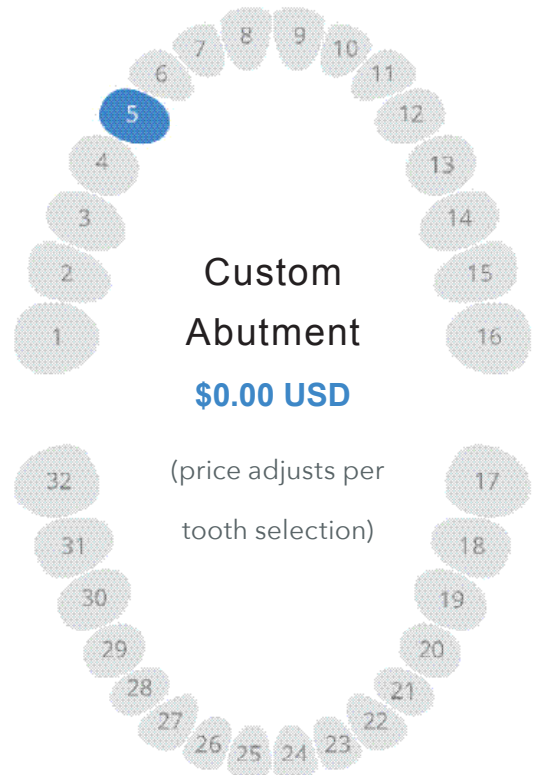 8 9
7 10
6 11
5 12
4 13
3 14
2 15
1 16
Custom
Abutment
$0.00 USD
(price adjusts per
tooth selection)
32 17
31 18
30 19
29 20
28 21
27 22
26 25 24 23